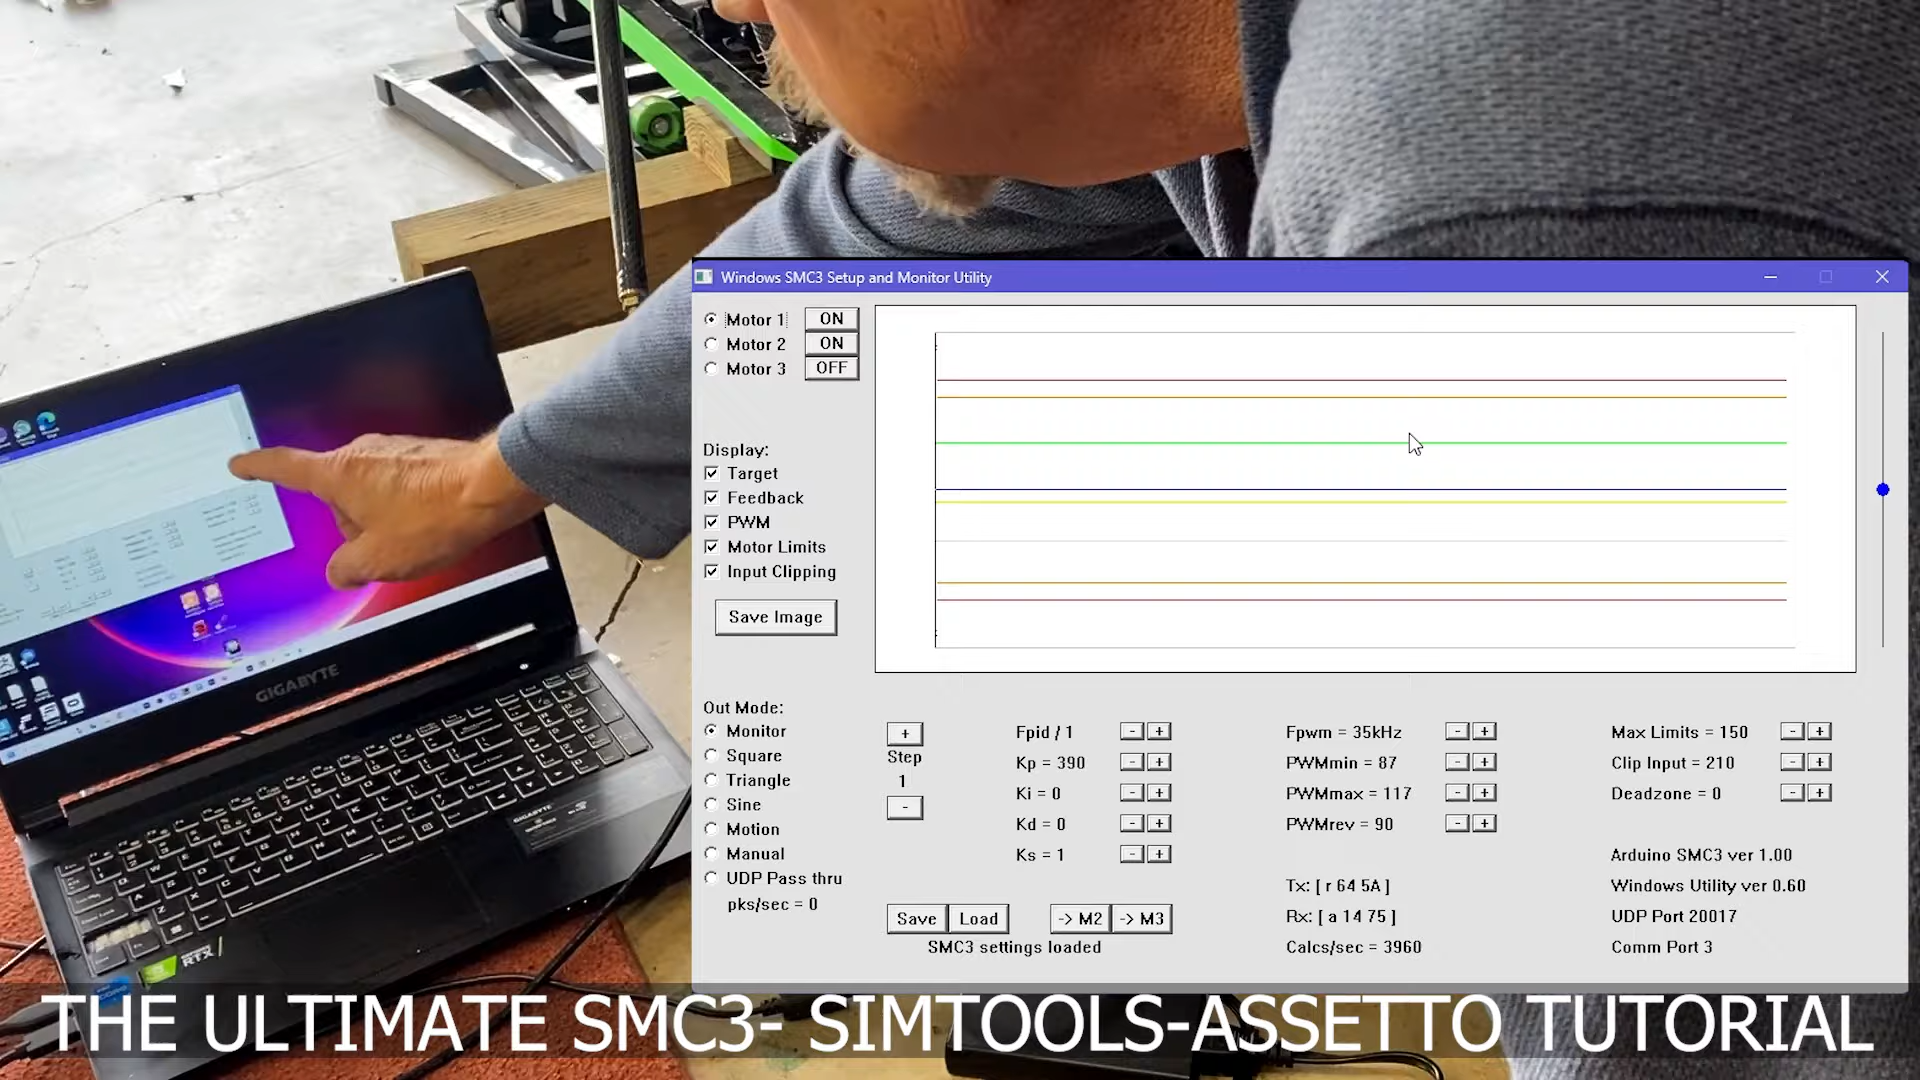 Windows SMC3 Setup and Monitor Utility
Motor 1 ON
Motor 2 ON
Motor 3 OFF
Display:
Target
Feedback
PWM
Motor Limits
Input Clipping
Save Image
Out Mode:
Monitor
Square
Triangle
Sine
Motion
Manual
UDP Pass thru
pks/sec = 0
+
Step
1
-
Fpid / 1 - +
Kp = 390 - +
Ki = 0 - +
Kd = 0 - +
Ks = 1 - +
Save Load -> M2 -> M3
SMC3 settings loaded
Fpwm = 35kHz - +
PWMmin = 87 - +
PWMmax = 117 - +
PWMrev = 90 - +
Tx: [ r 64 5A ]
Rx: [ a 14 75 ]
Calcs/sec = 3960
Max Limits = 150 - +
Clip Input = 210 - +
Deadzone = 0 - +
Arduino SMC3 ver 1.00
Windows Utility ver 0.60
UDP Port 20017
Comm Port 3
GIGABYTE
RTX
THE ULTIMATE SMC3- SIMTOOLS-ASSETTO TUTORIAL